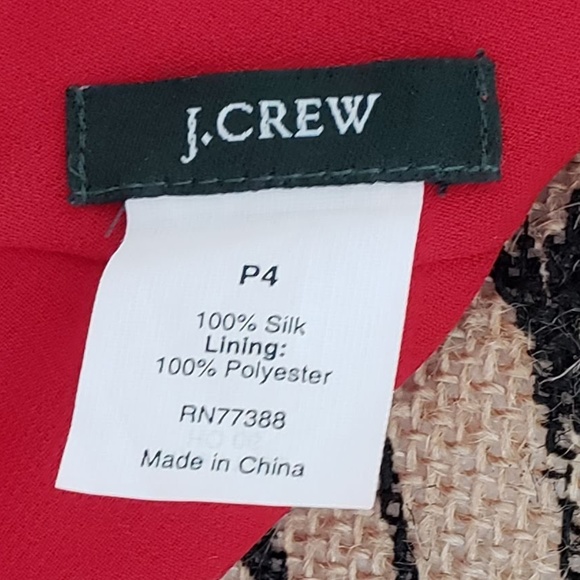 J.CREW
P4
100% Silk
Lining:
100% Polyester
RN77388
Made in China